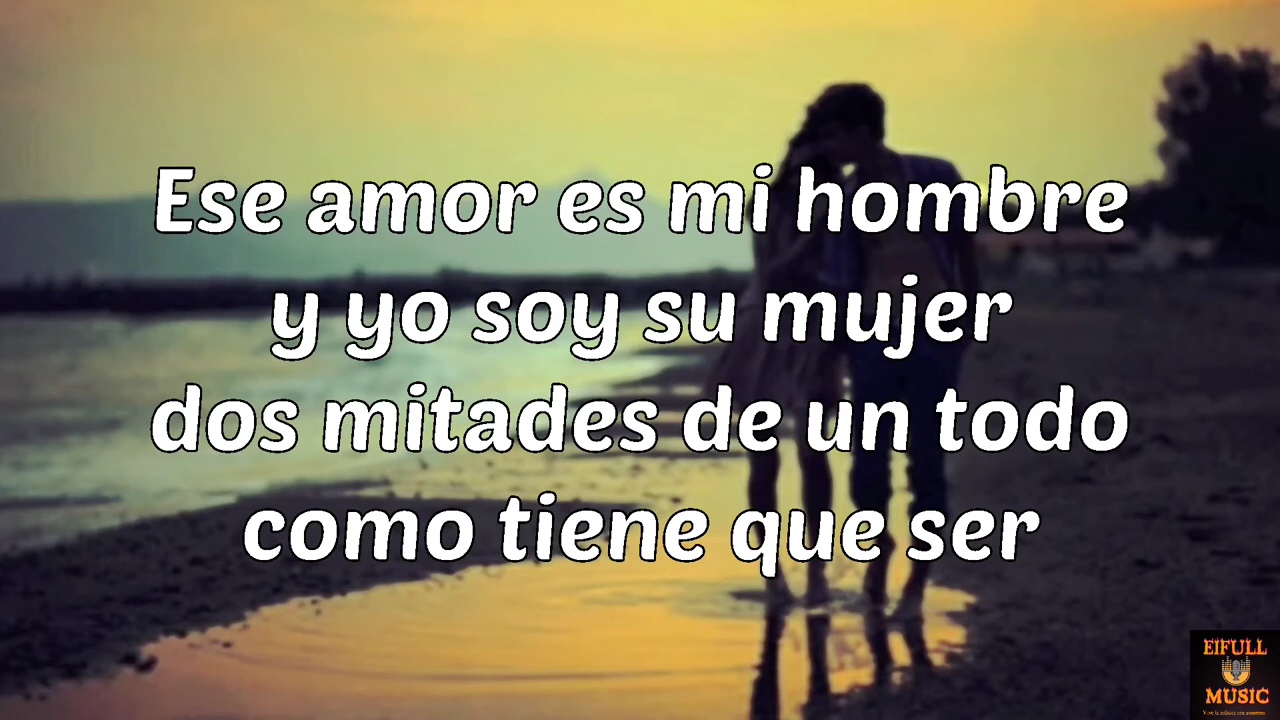 Ese amor es mi hombre
y yo soy su mujer
dos mitades de un todo
como tiene que ser
EIFULL
MUSIC